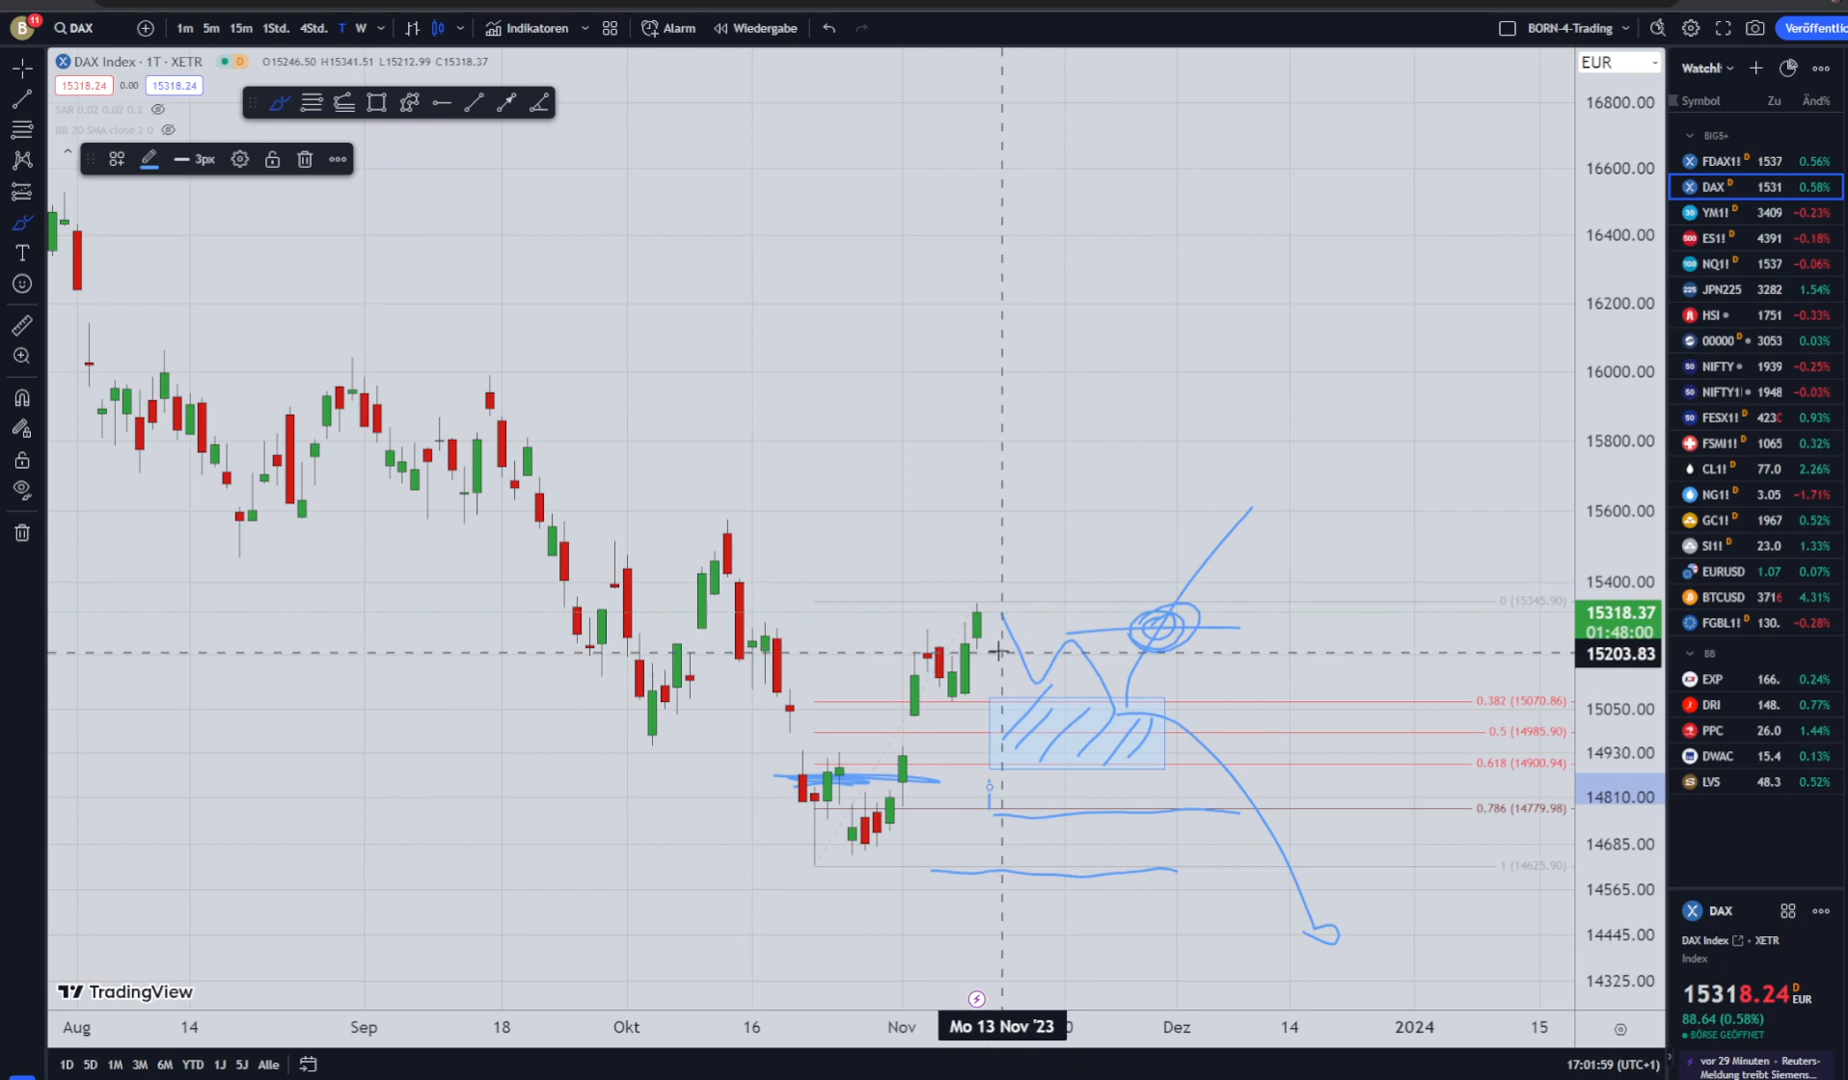 B 11 DAX 1m 5m 15m 1Std. 4Std. T W Indikatoren Alarm Wiedergabe BORN-4-Trading Veröffentlic
DAX Index · 1T · XETR D O15246.50 H15341.51 L15212.99 C15318.37
15318.24 0.00 15318.24
SAR 0.02 0.02 0.2
BB 20 SMA close 2 0
3px
EUR
16800.00
16600.00
16400.00
16200.00
16000.00
15800.00
15600.00
15400.00
15318.37
01:48:00
15203.83
15050.00
14930.00
14810.00
14685.00
14565.00
14445.00
14325.00
0 (15345.90)
0.382 (15070.86)
0.5 (14985.90)
0.618 (14900.94)
0.786 (14779.98)
1 (14625.90)
TradingView
Aug 14 Sep 18 Okt 16 Nov Mo 13 Nov '23 0 Dez 14 2024 15
1D 5D 1M 3M 6M YTD 1J 5J Alle 17:01:59 (UTC+1)
Watchl
Symbol Zu Änd%
BIG5+
FDAX1! D 1537 0.56%
DAX D 1531 0.58%
YM1! D 3409 −0.23%
ES1! D 4391 −0.18%
NQ1! D 1537 −0.06%
JPN225 3282 1.54%
HSI 1751 −0.33%
00000 D 3053 0.03%
NIFTY 1939 −0.25%
NIFTY1! 1948 −0.03%
FESX1! D 423 0.93%
FSMI1! D 1065 0.32%
CL1! D 77.0 2.26%
NG1! D 3.05 −1.71%
GC1! D 1967 0.52%
SI1! D 23.0 1.33%
EURUSD 1.07 0.07%
BTCUSD 3716 4.31%
FGBL1! D 130. −0.28%
BB
EXP 166. 0.24%
DRI 148. 0.77%
PPC 26.0 1.44%
DWAC 15.4 0.13%
LVS 48.3 0.52%
DAX
DAX Index · XETR
Index
15318.24 D EUR
88.64 (0.58%)
BÖRSE GEÖFFNET
vor 29 Minuten · Reuters-
Meldung treibt Siemens...